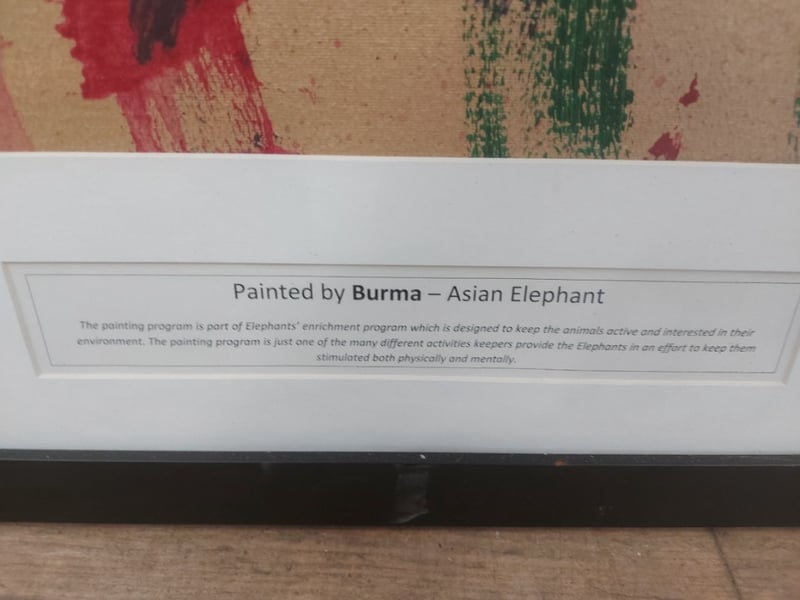 Painted by Burma – Asian Elephant
The painting program is part of Elephants' enrichment program which is designed to keep the animals active and interested in their
environment. The painting program is just one of the many different activities keepers provide the Elephants in an effort to keep them
stimulated both physically and mentally.